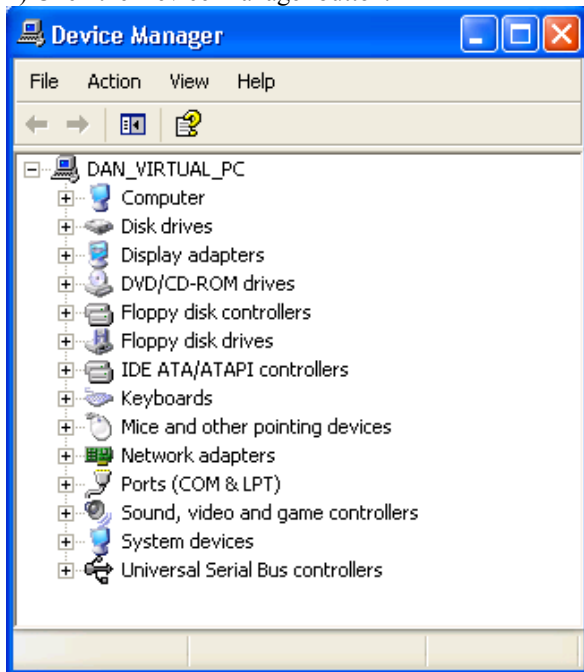 Device Manager
File Action View Help
DAN_VIRTUAL_PC
Computer
Disk drives
Display adapters
DVD/CD-ROM drives
Floppy disk controllers
Floppy disk drives
IDE ATA/ATAPI controllers
Keyboards
Mice and other pointing devices
Network adapters
Ports (COM & LPT)
Sound, video and game controllers
System devices
Universal Serial Bus controllers